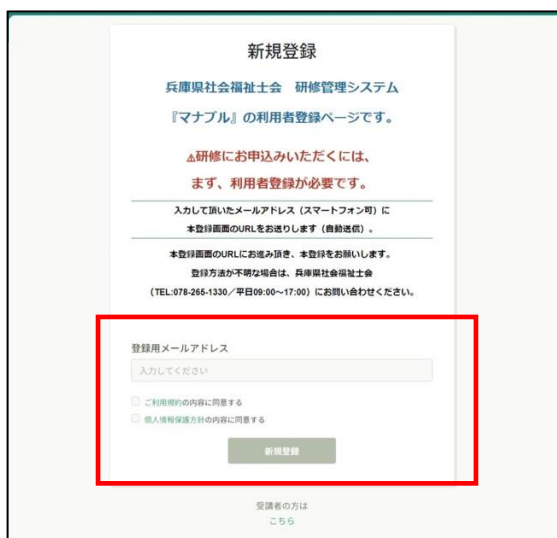 新規登録
兵庫県社会福祉士会 研修管理システム
『マナブル』の利用者登録ページです。
⚠研修にお申込みいただくには、
まず、利用者登録が必要です。
入力して頂いたメールアドレス（スマートフォン可）に
本登録画面のURLをお送りします（自動送信）。
本登録画面のURLにお進み頂き、本登録をお願いします。
登録方法が不明な場合は、兵庫県社会福祉士会
（TEL:078-265-1330／平日09:00～17:00）にお問い合わせください。
登録用メールアドレス
入力してください
ご利用規約の内容に同意する
個人情報保護方針の内容に同意する
新規登録
受講者の方は
こちら